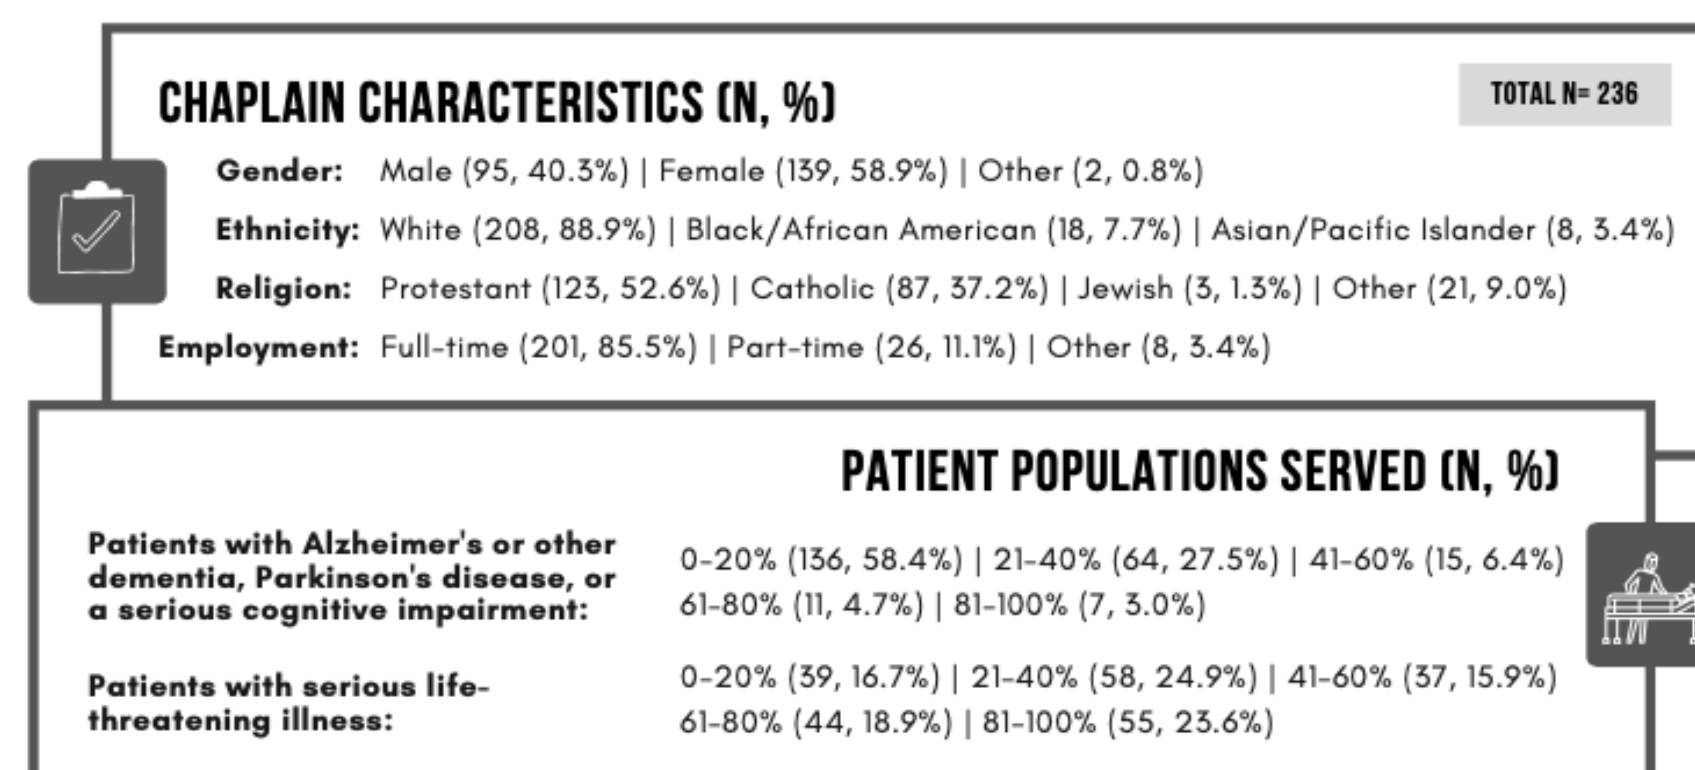 CHAPLAIN CHARACTERISTICS (N, %)
TOTAL N= 236
Gender: Male (95, 40.3%) | Female (139, 58.9%) | Other (2, 0.8%)
Ethnicity: White (208, 88.9%) | Black/African American (18, 7.7%) | Asian/Pacific Islander (8, 3.4%)
Religion: Protestant (123, 52.6%) | Catholic (87, 37.2%) | Jewish (3, 1.3%) | Other (21, 9.0%)
Employment: Full-time (201, 85.5%) | Part-time (26, 11.1%) | Other (8, 3.4%)
PATIENT POPULATIONS SERVED (N, %)
Patients with Alzheimer's or other
dementia, Parkinson's disease, or
a serious cognitive impairment:
0-20% (136, 58.4%) | 21-40% (64, 27.5%) | 41-60% (15, 6.4%)
61-80% (11, 4.7%) | 81-100% (7, 3.0%)
Patients with serious life-
threatening illness:
0-20% (39, 16.7%) | 21-40% (58, 24.9%) | 41-60% (37, 15.9%)
61-80% (44, 18.9%) | 81-100% (55, 23.6%)